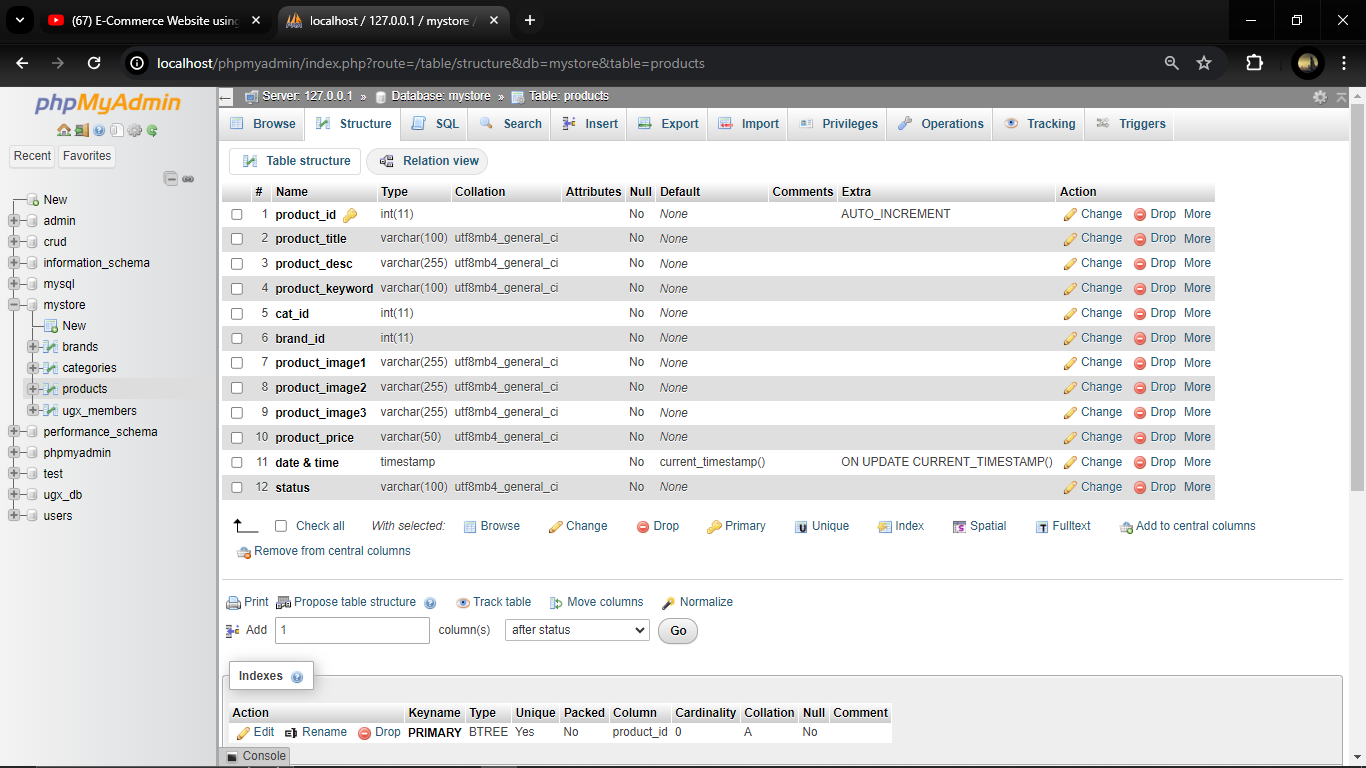 (67) E-Commerce Website using
localhost / 127.0.0.1 / mystore /
localhost/phpmyadmin/index.php?route=/table/structure&db=mystore&table=products
phpMyAdmin
Recent Favorites
New
admin
crud
information_schema
mysql
mystore
New
brands
categories
products
ugx_members
performance_schema
phpmyadmin
test
ugx_db
users
Server: 127.0.0.1 » Database: mystore » Table: products
Browse Structure SQL Search Insert Export Import Privileges Operations Tracking Triggers
Table structure Relation view
# Name Type Collation Attributes Null Default Comments Extra Action
1 product_id int(11) No None AUTO_INCREMENT Change Drop More
2 product_title varchar(100) utf8mb4_general_ci No None Change Drop More
3 product_desc varchar(255) utf8mb4_general_ci No None Change Drop More
4 product_keyword varchar(100) utf8mb4_general_ci No None Change Drop More
5 cat_id int(11) No None Change Drop More
6 brand_id int(11) No None Change Drop More
7 product_image1 varchar(255) utf8mb4_general_ci No None Change Drop More
8 product_image2 varchar(255) utf8mb4_general_ci No None Change Drop More
9 product_image3 varchar(255) utf8mb4_general_ci No None Change Drop More
10 product_price varchar(50) utf8mb4_general_ci No None Change Drop More
11 date & time timestamp No current_timestamp() ON UPDATE CURRENT_TIMESTAMP() Change Drop More
12 status varchar(100) utf8mb4_general_ci No None Change Drop More
Check all With selected: Browse Change Drop Primary Unique Index Spatial Fulltext Add to central columns
Remove from central columns
Print Propose table structure Track table Move columns Normalize
Add 1 column(s) after status Go
Indexes
Action Keyname Type Unique Packed Column Cardinality Collation Null Comment
Edit Rename Drop PRIMARY BTREE Yes No product_id 0 A No
Console